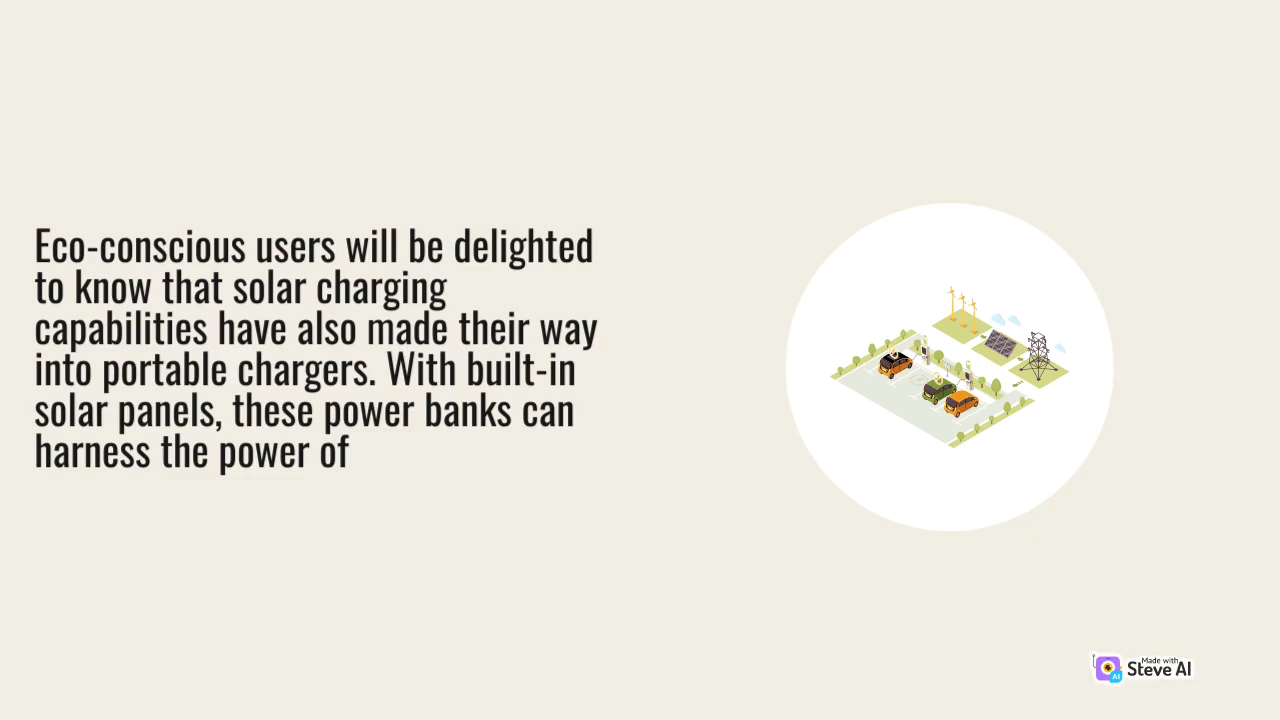 Eco-conscious users will be delighted
to know that solar charging
capabilities have also made their way
into portable chargers. With built-in
solar panels, these power banks can
harness the power of
Made with
Steve AI
AI